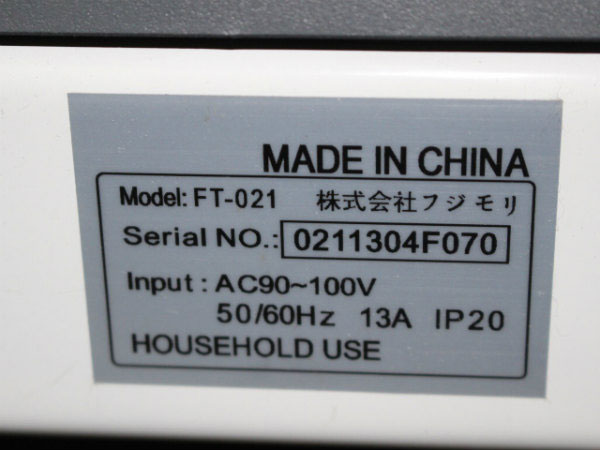 MADE IN CHINA
Model: FT-021 株式会社フジモリ
Serial NO.: 0211304F070
Input : AC90~100V
50/60Hz 13A IP20
HOUSEHOLD USE